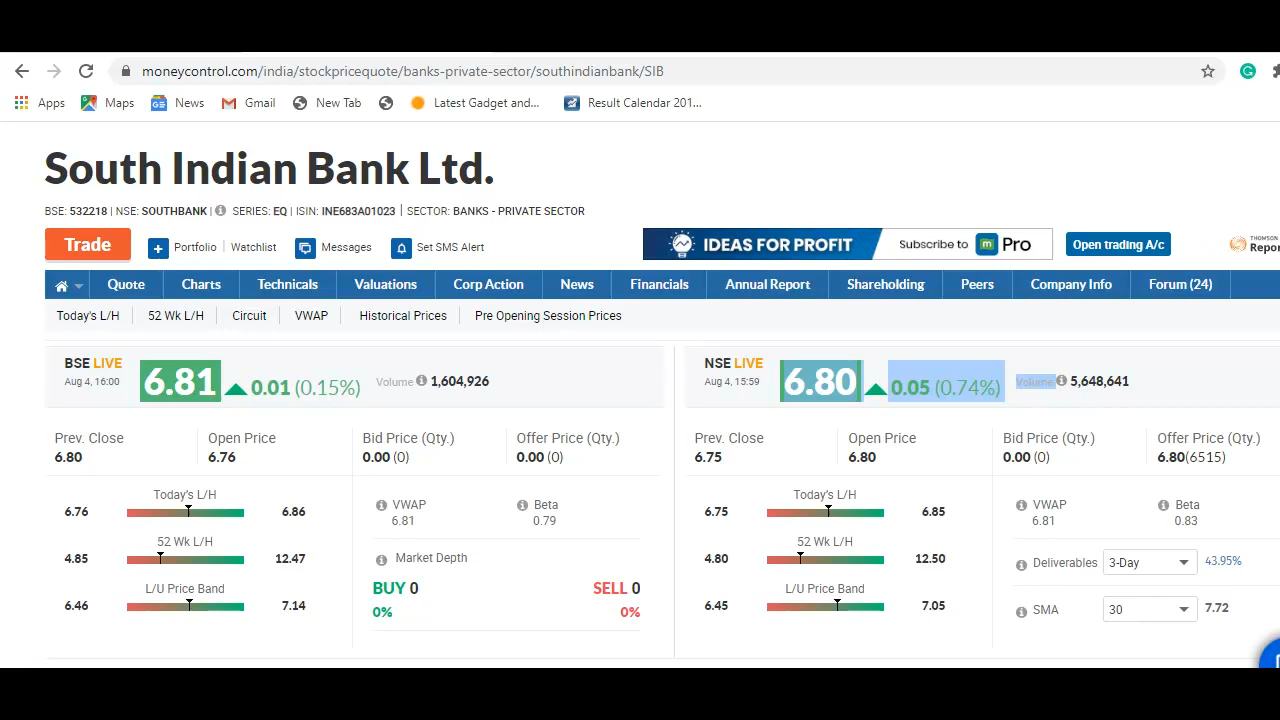 moneycontrol.com/india/stockpricequote/banks-private-sector/southindianbank/SIB
Apps Maps News Gmail New Tab Latest Gadget and... Result Calendar 201...
South Indian Bank Ltd.
BSE: 532218 | NSE: SOUTHBANK | SERIES: EQ | ISIN: INE683A01023 | SECTOR: BANKS - PRIVATE SECTOR
Trade + Portfolio | Watchlist Messages Set SMS Alert IDEAS FOR PROFIT Subscribe to m Pro Open trading A/c THOMSON
Repor
Quote Charts Technicals Valuations Corp Action News Financials Annual Report Shareholding Peers Company Info Forum (24)
Today's L/H 52 Wk L/H Circuit VWAP Historical Prices Pre Opening Session Prices
BSE LIVE
Aug 4, 16:00
6.81 0.01 (0.15%) Volume 1,604,926
Prev. Close Open Price Bid Price (Qty.) Offer Price (Qty.)
6.80 6.76 0.00 (0) 0.00 (0)
Today's L/H
6.76 6.86
52 Wk L/H
4.85 12.47
L/U Price Band
6.46 7.14
VWAP Beta
6.81 0.79
Market Depth
BUY 0 SELL 0
0% 0%
NSE LIVE
Aug 4, 15:59
6.80 0.05 (0.74%) Volume 5,648,641
Prev. Close Open Price Bid Price (Qty.) Offer Price (Qty.)
6.75 6.80 0.00 (0) 6.80(6515)
Today's L/H
6.75 6.85
52 Wk L/H
4.80 12.50
L/U Price Band
6.45 7.05
VWAP Beta
6.81 0.83
Deliverables 3-Day 43.95%
SMA 30 7.72